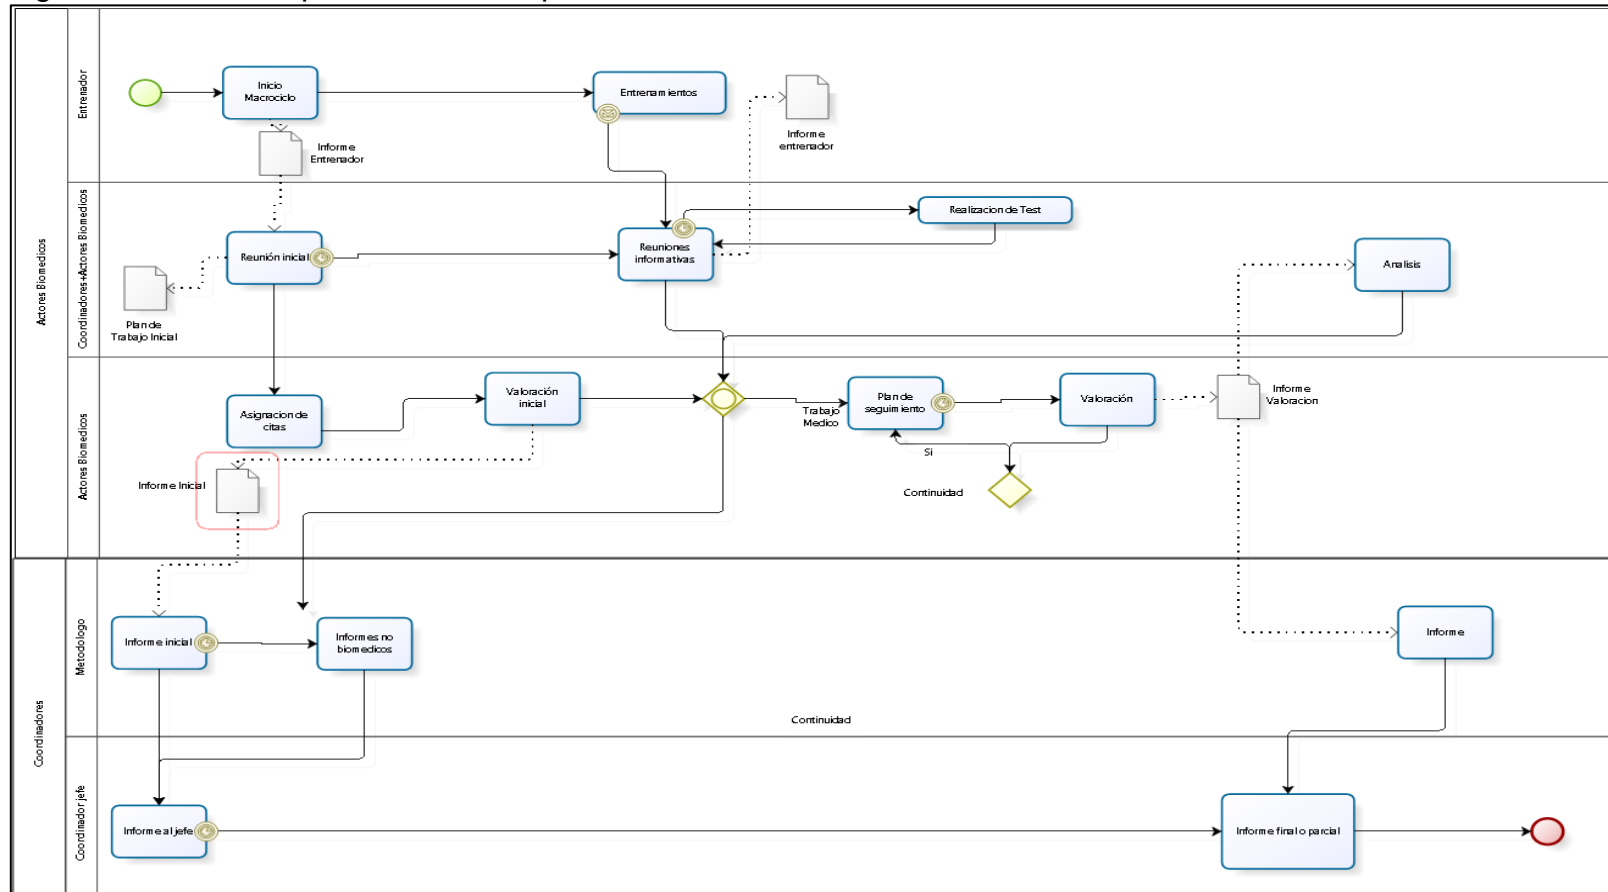 Actores Biomedicos
Entrenador
Inicio
Macrociclo
Entrenamientos
Informe
Entrenador
Informe
entrenador
Coordinadores+Actores Biomedicos
Reunión inicial
Plan de
Trabajo Inicial
Reuniones
informativas
Realizacion de Test
Analisis
Actores Biomedicos
Asignacion de
citas
Valoración
inicial
Trabajo
Medico
Plan de
seguimiento
Valoración
Informe
Valoracion
Si
Continuidad
Informe Inicial
Coordinadores
Metodologo
Informe inicial
Informes no
biomedicos
Informe
Continuidad
Coordinador jefe
Informe al jefe
Informe final o parcial